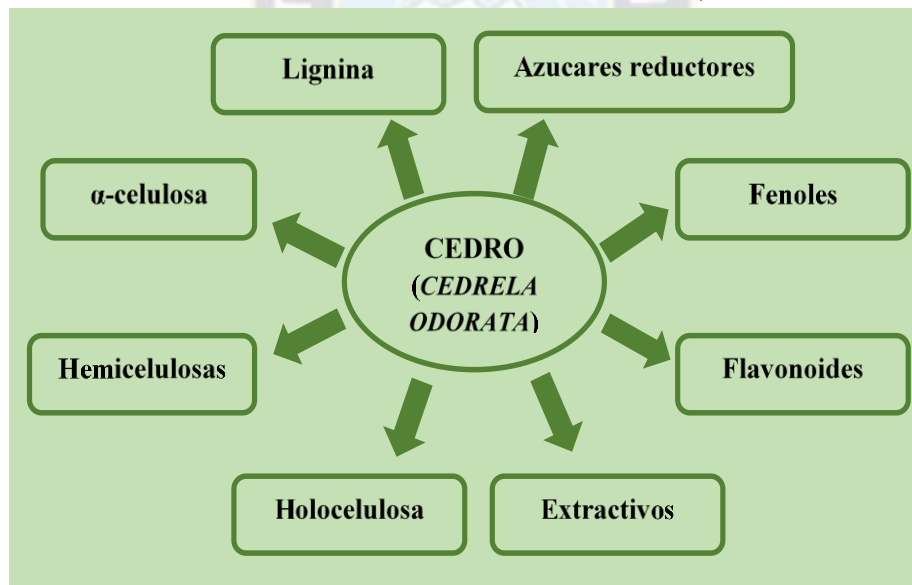 Lignina
Azucares reductores
α-celulosa
Fenoles
CEDRO
(CEDRELA
ODORATA)
Hemicelulosas
Flavonoides
Holocelulosa
Extractivos